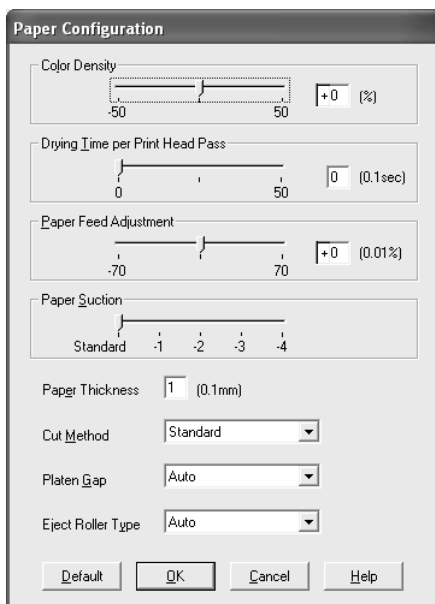 Paper Configuration
Color Density
-50 50 +0 (%)
Drying Time per Print Head Pass
0 50 0 (0.1sec)
Paper Feed Adjustment
-70 70 +0 (0.01%)
Paper Suction
Standard -1 -2 -3 -4
Paper Thickness 1 (0.1mm)
Cut Method Standard
Platen Gap Auto
Eject Roller Type Auto
Default OK Cancel Help